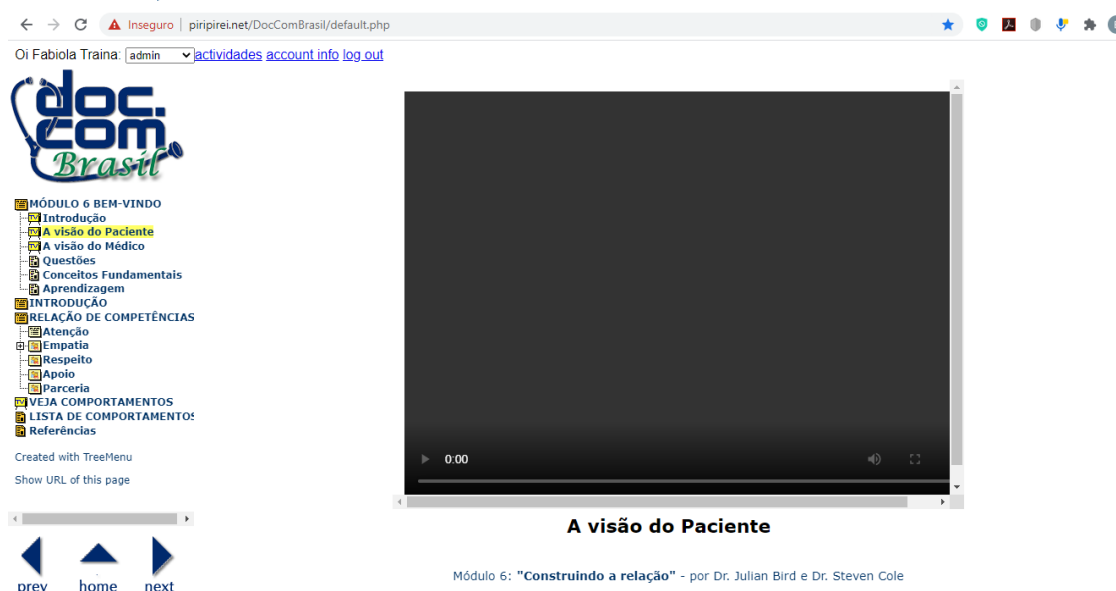 Inseguro | piripirei.net/DocComBrasil/default.php
Oi Fabiola Traina: admin actividades account info log out
doc.
com
Brasil
MÓDULO 6 BEM-VINDO
Introdução
A visão do Paciente
A visão do Médico
Questões
Conceitos Fundamentais
Aprendizagem
INTRODUÇÃO
RELAÇÃO DE COMPETÊNCIAS
Atenção
Empatia
Respeito
Apoio
Parceria
VEJA COMPORTAMENTOS
LISTA DE COMPORTAMENTOS
Referências
Created with TreeMenu
Show URL of this page
prev home next
0:00
A visão do Paciente
Módulo 6: "Construindo a relação" - por Dr. Julian Bird e Dr. Steven Cole